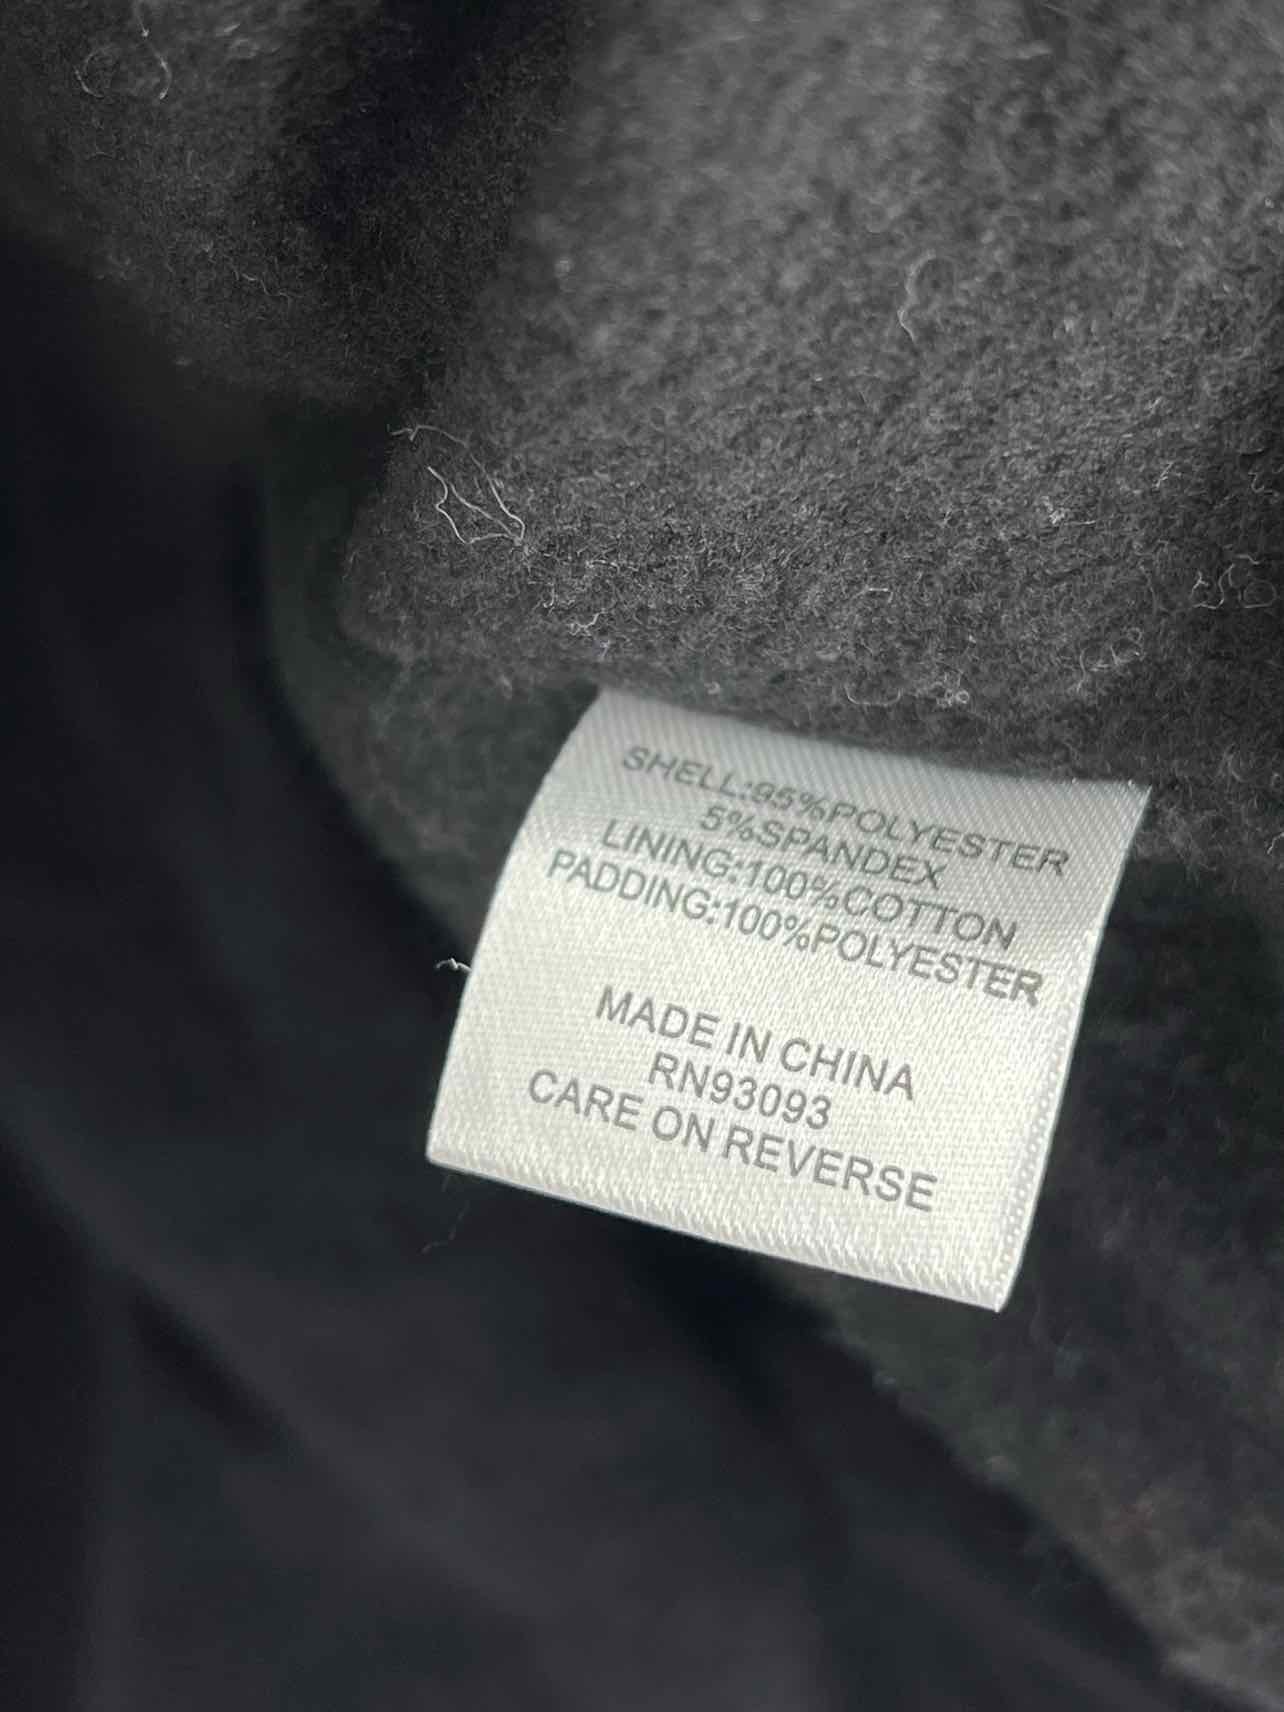 SHELL:95%POLYESTER
5%SPANDEX
LINING:100%COTTON
PADDING:100%POLYESTER
MADE IN CHINA
RN93093
CARE ON REVERSE